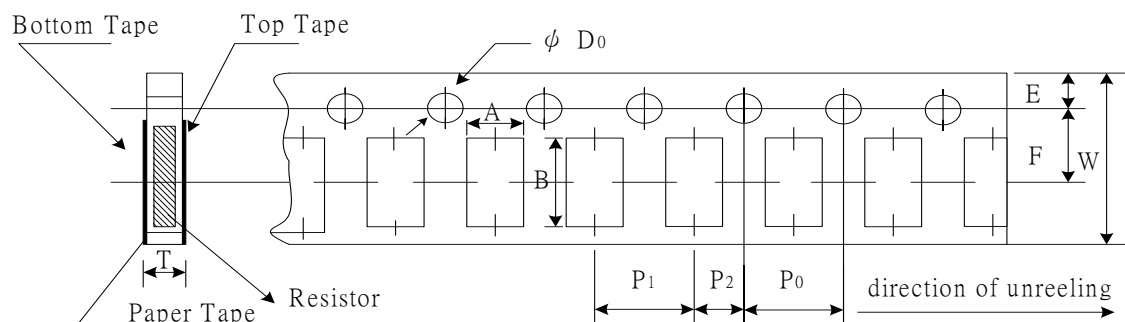 Bottom Tape
Top Tape
ϕ D0
E
A
F
W
B
T
P1
P2
P0
Resistor
direction of unreeling
Paper Tape